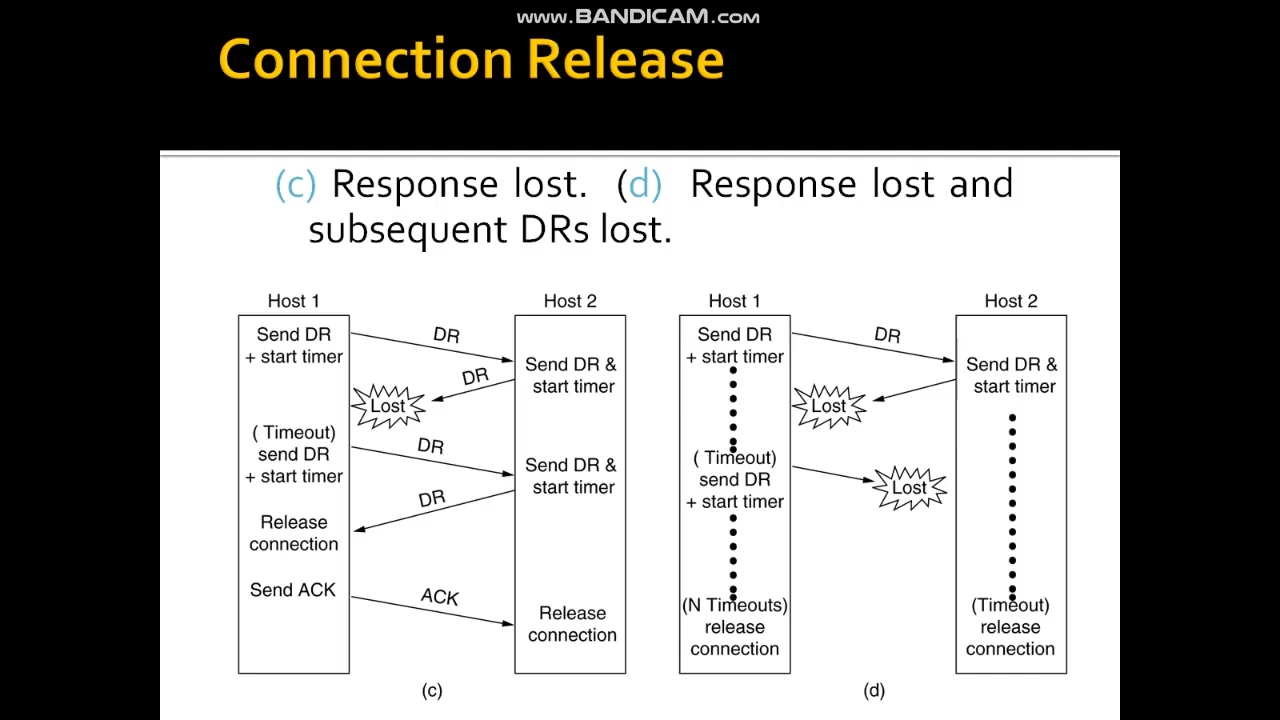 www.BANDICAM.com
Connection Release
(c) Response lost. (d) Response lost and
subsequent DRs lost.
Host 1
Host 2
Send DR
+ start timer
DR
Send DR &
start timer
DR
Lost
( Timeout)
send DR
+ start timer
DR
Send DR &
start timer
DR
Release
connection
Send ACK
ACK
Release
connection
(c)
Host 1
Host 2
Send DR
+ start timer
DR
Send DR &
start timer
Lost
( Timeout)
send DR
+ start timer
Lost
(N Timeouts)
release
connection
(Timeout)
release
connection
(d)